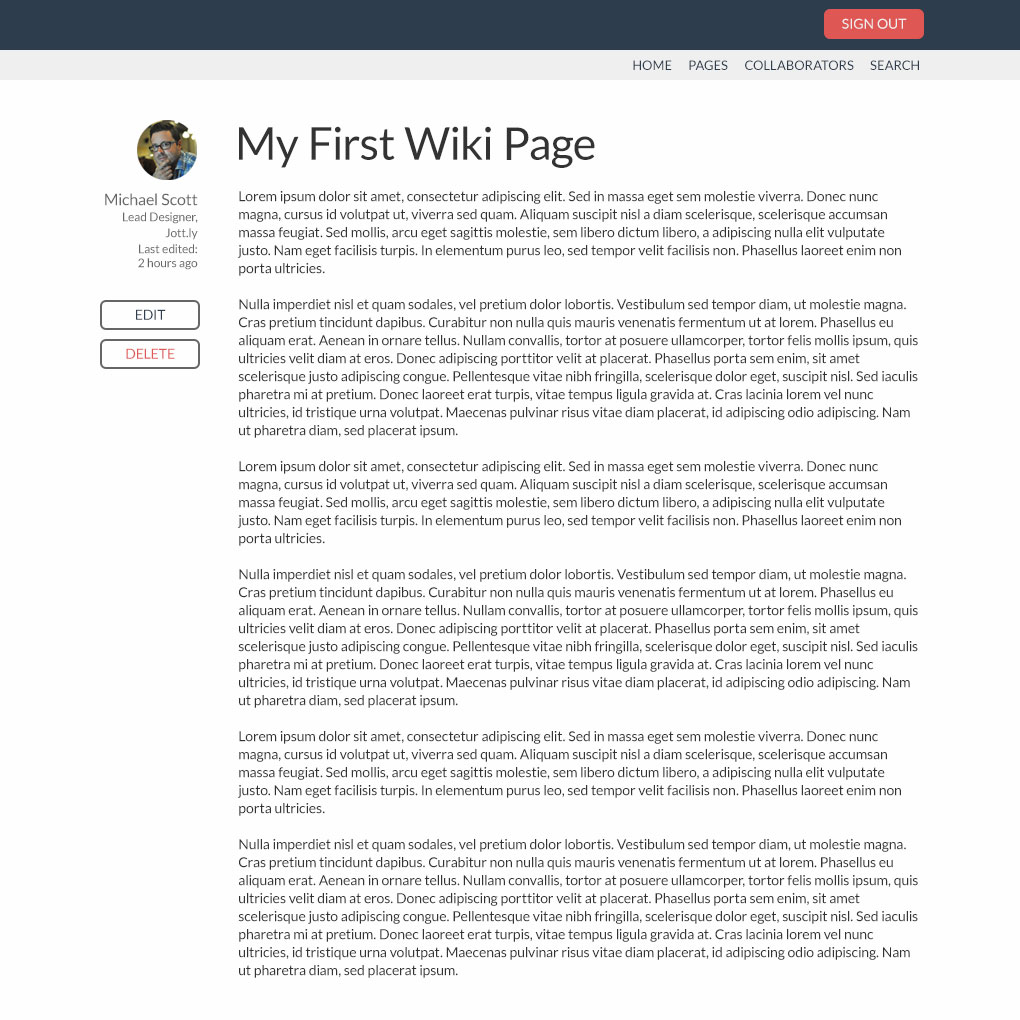 SIGN OUT
HOME PAGES COLLABORATORS SEARCH
My First Wiki Page
Michael Scott
Lead Designer,
Jott.ly
Last edited:
2 hours ago
EDIT
DELETE
Lorem ipsum dolor sit amet, consectetur adipiscing elit. Sed in massa eget sem molestie viverra. Donec nunc
magna, cursus id volutpat ut, viverra sed quam. Aliquam suscipit nisl a diam scelerisque, scelerisque accumsan
massa feugiat. Sed mollis, arcu eget sagittis molestie, sem libero dictum libero, a adipiscing nulla elit vulputate
justo. Nam eget facilisis turpis. In elementum purus leo, sed tempor velit facilisis non. Phasellus laoreet enim non
porta ultricies.
Nulla imperdiet nisl et quam sodales, vel pretium dolor lobortis. Vestibulum sed tempor diam, ut molestie magna.
Cras pretium tincidunt dapibus. Curabitur non nulla quis mauris venenatis fermentum ut at lorem. Phasellus eu
aliquam erat. Aenean in ornare tellus. Nullam convallis, tortor at posuere ullamcorper, tortor felis mollis ipsum, quis
ultricies velit diam at eros. Donec adipiscing porttitor velit at placerat. Phasellus porta sem enim, sit amet
scelerisque justo adipiscing congue. Pellentesque vitae nibh fringilla, scelerisque dolor eget, suscipit nisl. Sed iaculis
pharetra mi at pretium. Donec laoreet erat turpis, vitae tempus ligula gravida at. Cras lacinia lorem vel nunc
ultricies, id tristique urna volutpat. Maecenas pulvinar risus vitae diam placerat, id adipiscing odio adipiscing. Nam
ut pharetra diam, sed placerat ipsum.
Lorem ipsum dolor sit amet, consectetur adipiscing elit. Sed in massa eget sem molestie viverra. Donec nunc
magna, cursus id volutpat ut, viverra sed quam. Aliquam suscipit nisl a diam scelerisque, scelerisque accumsan
massa feugiat. Sed mollis, arcu eget sagittis molestie, sem libero dictum libero, a adipiscing nulla elit vulputate
justo. Nam eget facilisis turpis. In elementum purus leo, sed tempor velit facilisis non. Phasellus laoreet enim non
porta ultricies.
Nulla imperdiet nisl et quam sodales, vel pretium dolor lobortis. Vestibulum sed tempor diam, ut molestie magna.
Cras pretium tincidunt dapibus. Curabitur non nulla quis mauris venenatis fermentum ut at lorem. Phasellus eu
aliquam erat. Aenean in ornare tellus. Nullam convallis, tortor at posuere ullamcorper, tortor felis mollis ipsum, quis
ultricies velit diam at eros. Donec adipiscing porttitor velit at placerat. Phasellus porta sem enim, sit amet
scelerisque justo adipiscing congue. Pellentesque vitae nibh fringilla, scelerisque dolor eget, suscipit nisl. Sed iaculis
pharetra mi at pretium. Donec laoreet erat turpis, vitae tempus ligula gravida at. Cras lacinia lorem vel nunc
ultricies, id tristique urna volutpat. Maecenas pulvinar risus vitae diam placerat, id adipiscing odio adipiscing. Nam
ut pharetra diam, sed placerat ipsum.
Lorem ipsum dolor sit amet, consectetur adipiscing elit. Sed in massa eget sem molestie viverra. Donec nunc
magna, cursus id volutpat ut, viverra sed quam. Aliquam suscipit nisl a diam scelerisque, scelerisque accumsan
massa feugiat. Sed mollis, arcu eget sagittis molestie, sem libero dictum libero, a adipiscing nulla elit vulputate
justo. Nam eget facilisis turpis. In elementum purus leo, sed tempor velit facilisis non. Phasellus laoreet enim non
porta ultricies.
Nulla imperdiet nisl et quam sodales, vel pretium dolor lobortis. Vestibulum sed tempor diam, ut molestie magna.
Cras pretium tincidunt dapibus. Curabitur non nulla quis mauris venenatis fermentum ut at lorem. Phasellus eu
aliquam erat. Aenean in ornare tellus. Nullam convallis, tortor at posuere ullamcorper, tortor felis mollis ipsum, quis
ultricies velit diam at eros. Donec adipiscing porttitor velit at placerat. Phasellus porta sem enim, sit amet
scelerisque justo adipiscing congue. Pellentesque vitae nibh fringilla, scelerisque dolor eget, suscipit nisl. Sed iaculis
pharetra mi at pretium. Donec laoreet erat turpis, vitae tempus ligula gravida at. Cras lacinia lorem vel nunc
ultricies, id tristique urna volutpat. Maecenas pulvinar risus vitae diam placerat, id adipiscing odio adipiscing. Nam
ut pharetra diam, sed placerat ipsum.